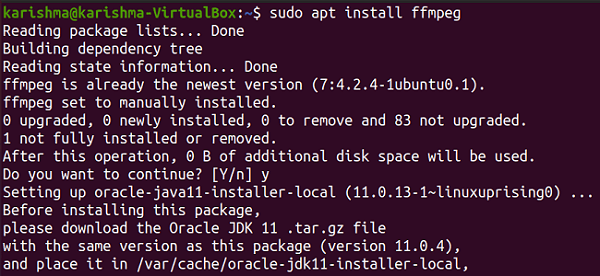 karishma@karishma-VirtualBox:~$ sudo apt install ffmpeg
Reading package lists... Done
Building dependency tree
Reading state information... Done
ffmpeg is already the newest version (7:4.2.4-1ubuntu0.1).
ffmpeg set to manually installed.
0 upgraded, 0 newly installed, 0 to remove and 83 not upgraded.
1 not fully installed or removed.
After this operation, 0 B of additional disk space will be used.
Do you want to continue? [Y/n] y
Setting up oracle-java11-installer-local (11.0.13-1~linuxuprising0) ...
Before installing this package,
please download the Oracle JDK 11 .tar.gz file
with the same version as this package (version 11.0.4),
and place it in /var/cache/oracle-jdk11-installer-local,